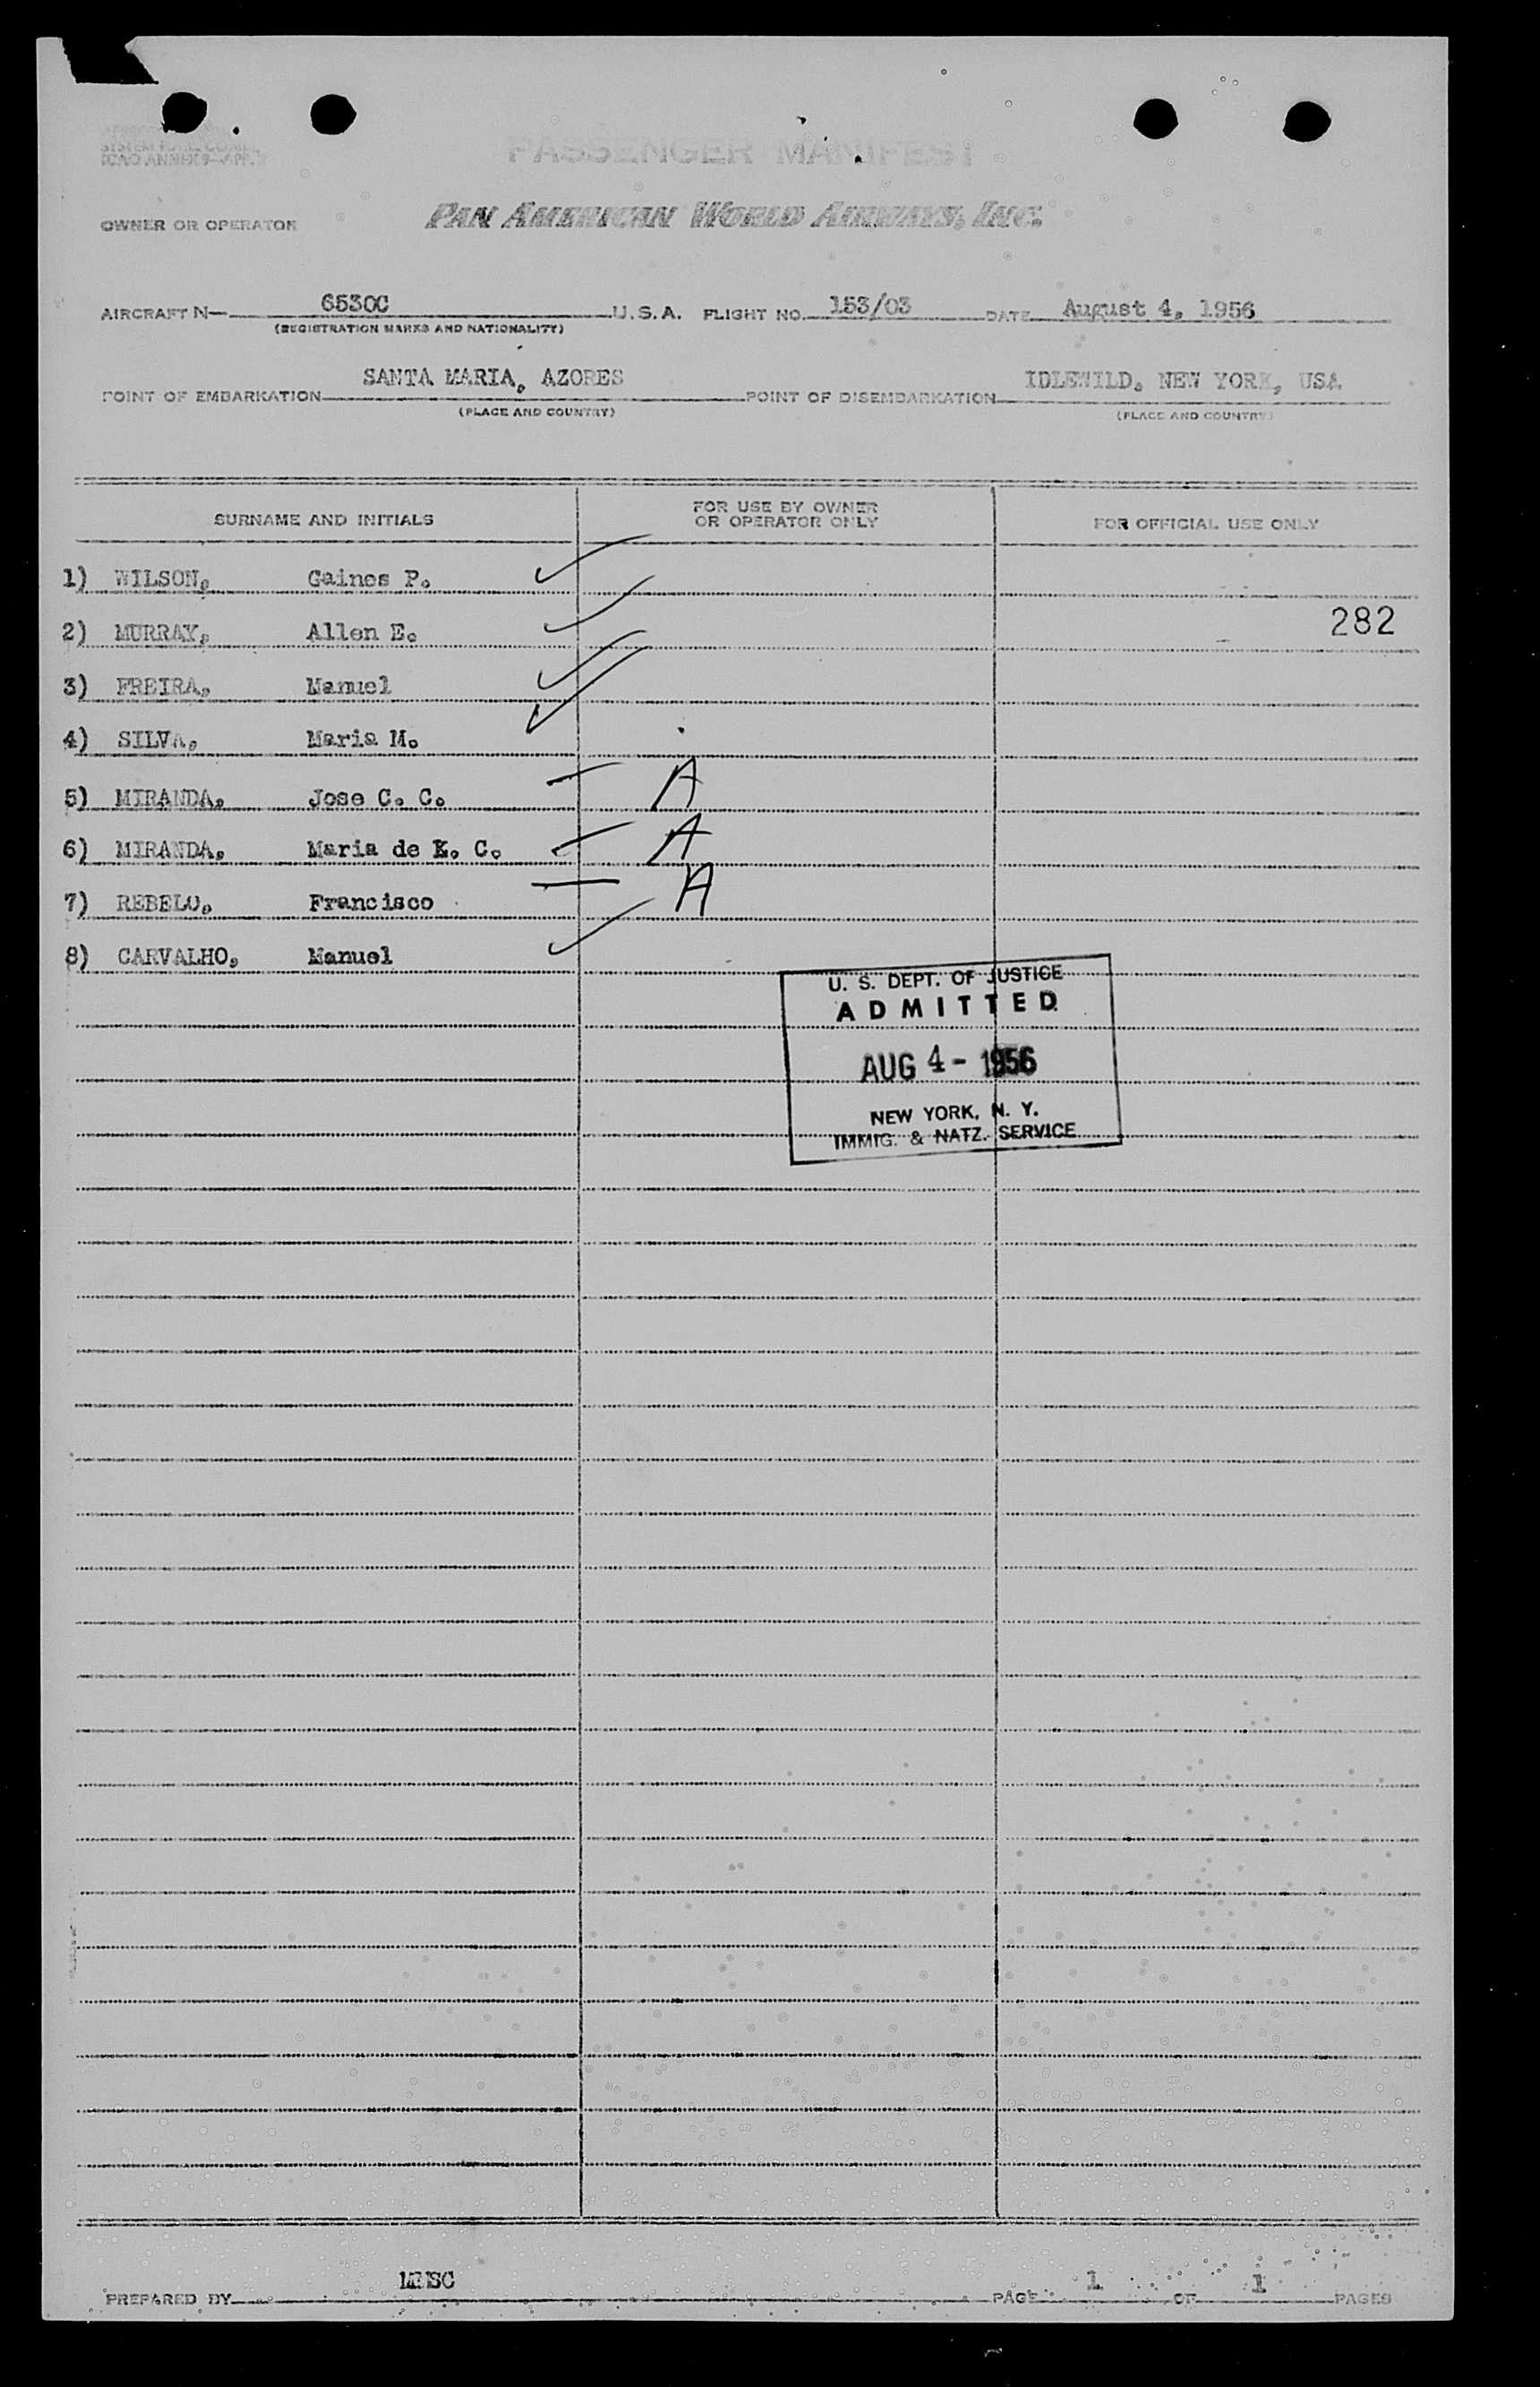 PASSENGER MANIFEST
OWNER OR OPERATOR PAN AMERICAN WORLD AIRWAYS, INC.
AIRCRAFT N— 6530C U.S.A. FLIGHT NO. 153/03 DATE August 4, 1956
(REGISTRATION MARKS AND NATIONALITY)
POINT OF EMBARKATION SANTA MARIA, AZORES POINT OF DISEMBARKATION IDLEWILD, NEW YORK, USA
(PLACE AND COUNTRY) (PLACE AND COUNTRY)
SURNAME AND INITIALS FOR USE BY OWNER OR OPERATOR ONLY FOR OFFICIAL USE ONLY
1) WILSON, Gaines P.
282
2) MURRAY, Allen E.
3) FREIRA, Manuel
4) SILVA, Maria M.
5) MIRANDA, Jose C. C. A
6) MIRANDA, Maria de K. C. A
7) REBELO, Francisco A
8) CARVALHO, Manuel
U. S. DEPT. OF JUSTICE
ADMITTED
AUG 4 - 1956
NEW YORK, N. Y.
IMMIG. & NATZ. SERVICE
PREPARED BY PAGE 1 OF 1 PAGES